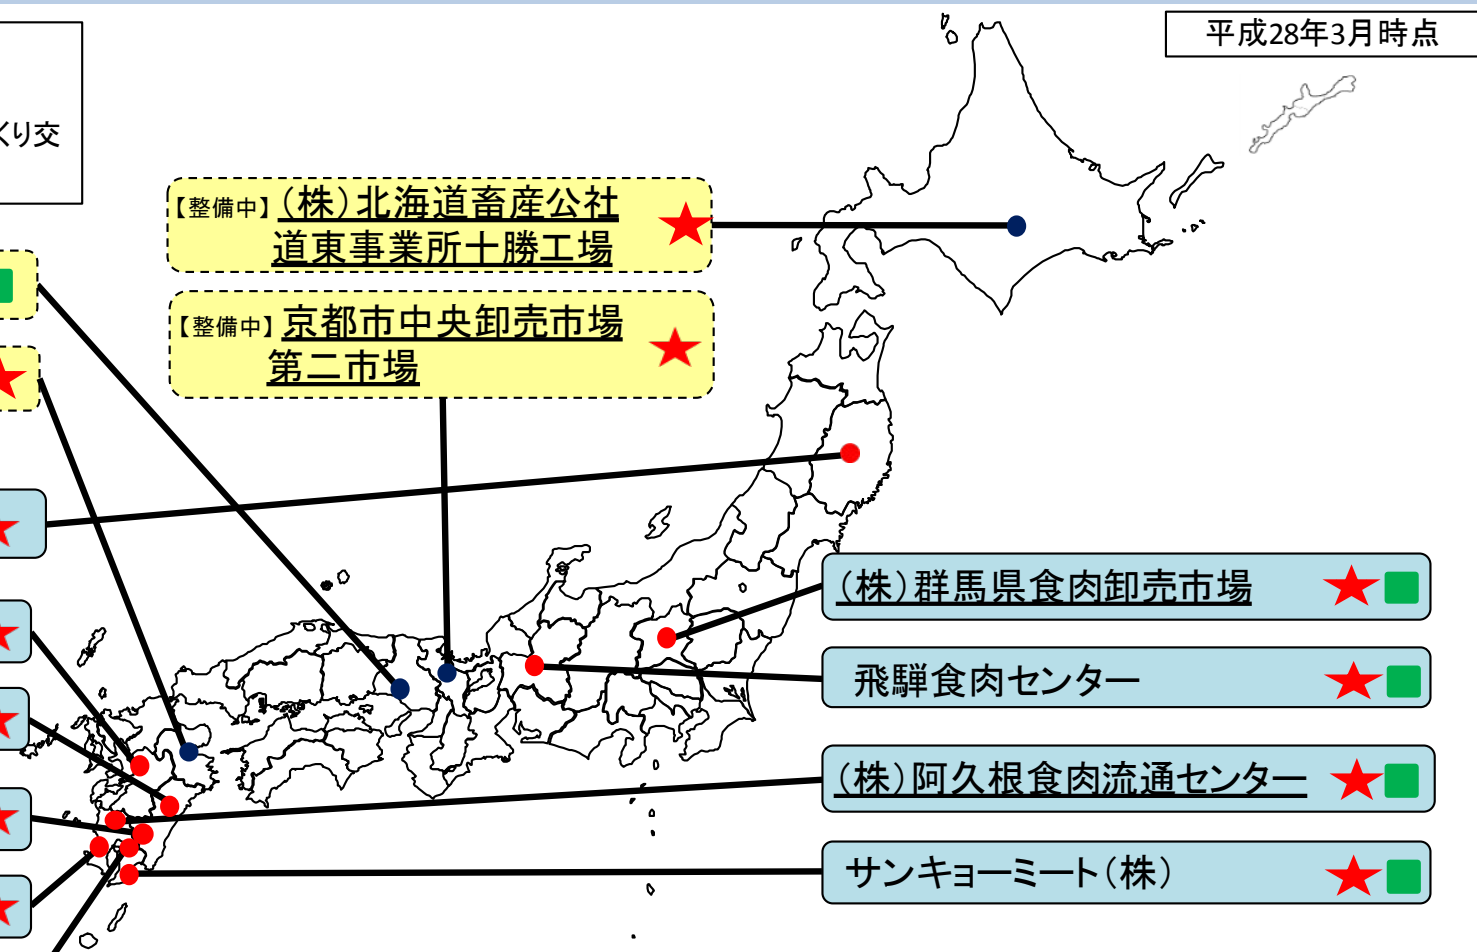 平成28年3月時点
くり交
【整備中】(株)北海道畜産公社
道東事業所十勝工場
【整備中】京都市中央卸売市場
第二市場
(株)群馬県食肉卸売市場
飛騨食肉センター
(株)阿久根食肉流通センター
サンキョーミート(株)